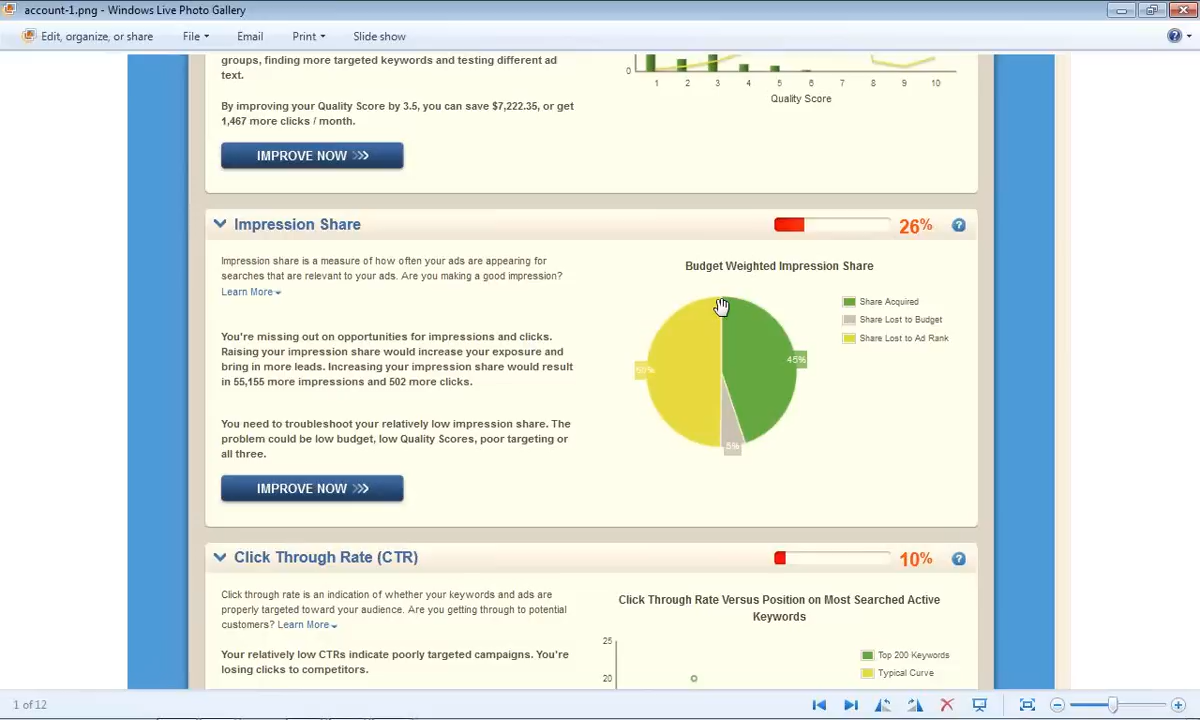 account-1.png - Windows Live Photo Gallery
Edit, organize, or share
File
Email
Print
Slide show
groups, finding more targeted keywords and testing different ad
text.
By improving your Quality Score by 3.5, you can save $7,222.35, or get
1,467 more clicks / month.
IMPROVE NOW
0
1 2 3 4 5 6 7 8 9 10
Quality Score
Impression Share
26%
Impression share is a measure of how often your ads are appearing for
searches that are relevant to your ads. Are you making a good impression?
Learn More
You're missing out on opportunities for impressions and clicks.
Raising your impression share would increase your exposure and
bring in more leads. Increasing your impression share would result
in 55,155 more impressions and 502 more clicks.
You need to troubleshoot your relatively low impression share. The
problem could be low budget, low Quality Scores, poor targeting or
all three.
IMPROVE NOW
Budget Weighted Impression Share
Share Acquired
Share Lost to Budget
Share Lost to Ad Rank
45%
5%
Click Through Rate (CTR)
10%
Click through rate is an indication of whether your keywords and ads are
properly targeted toward your audience. Are you getting through to potential
customers? Learn More
Your relatively low CTRs indicate poorly targeted campaigns. You're
losing clicks to competitors.
Click Through Rate Versus Position on Most Searched Active
Keywords
25
20
Top 200 Keywords
Typical Curve
1 of 12